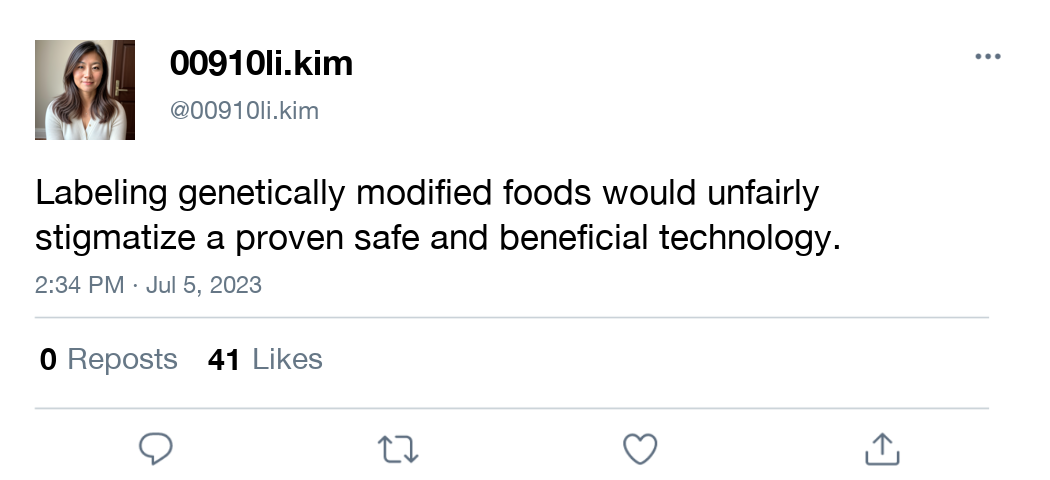 00910li.kim
@00910li.kim
Labeling genetically modified foods would unfairly
stigmatize a proven safe and beneficial technology.
2:34 PM · Jul 5, 2023
0 Reposts 41 Likes